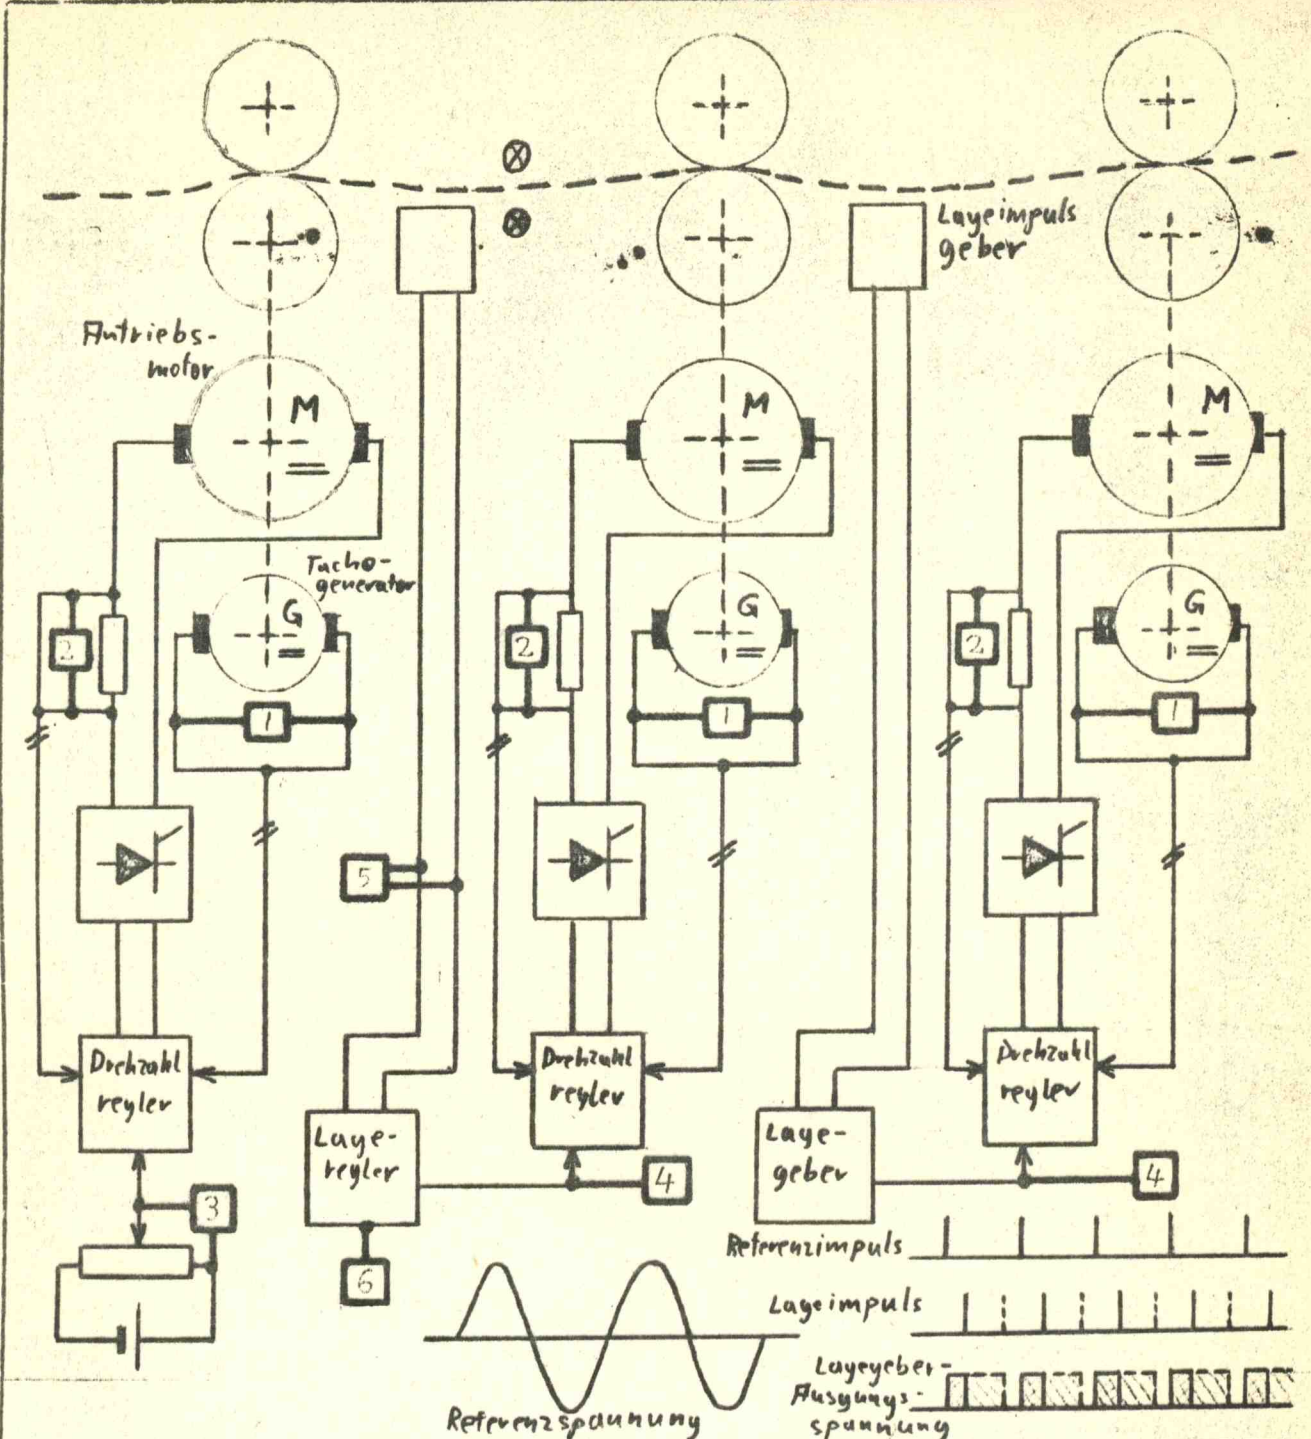 Lageimpuls
geber
Antriebs-
motor
M
M
M
Tacho-
generator
G
G
G
2
2
2
1
1
1
5
Drehzahl
regler
Drehzahl
regler
Drehzahl
regler
Lage-
regler
Lage-
geber
4
4
3
6
Referenzimpuls
Lageimpuls
Lagegeber-
Ausgangs-
spannung
Referenzspannung